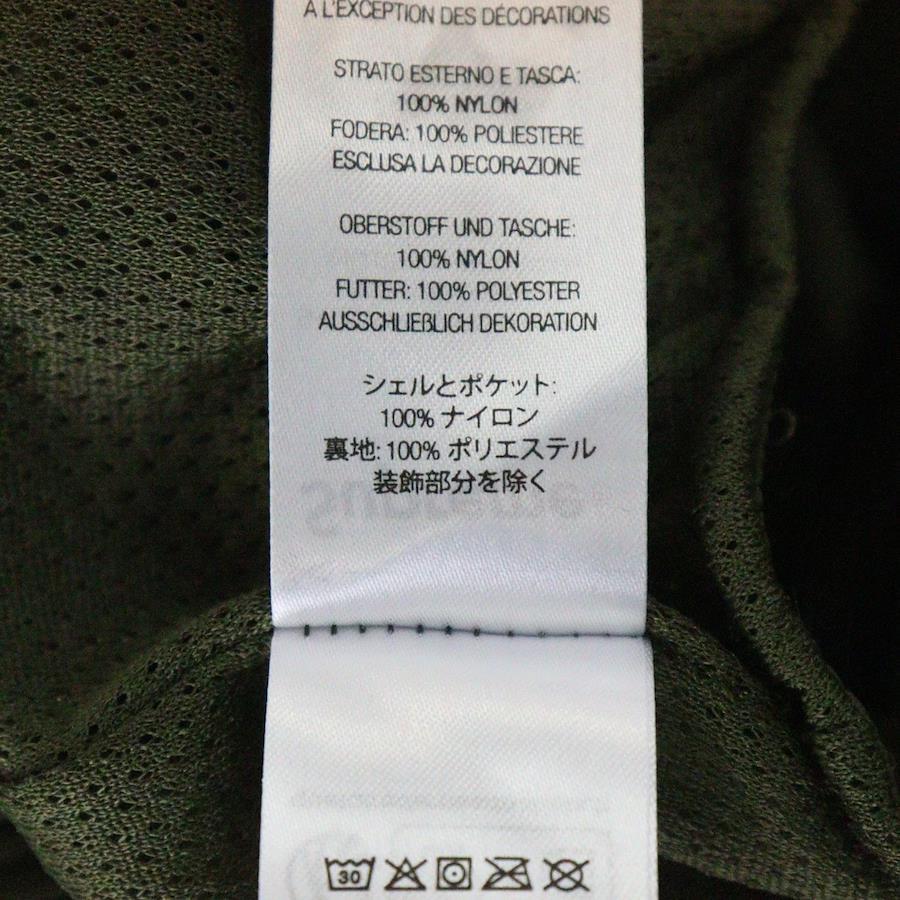 A L'EXCEPTION DES DÉCORATIONS
STRATO ESTERNO E TASCA:
100% NYLON
FODERA: 100% POLIESTERE
ESCLUSA LA DECORAZIONE
OBERSTOFF UND TASCHE:
100% NYLON
FUTTER: 100% POLYESTER
AUSSCHLIEßLICH DEKORATION
シェルとポケット:
100% ナイロン
裏地: 100% ポリエステル
装飾部分を除く
Supreme
30